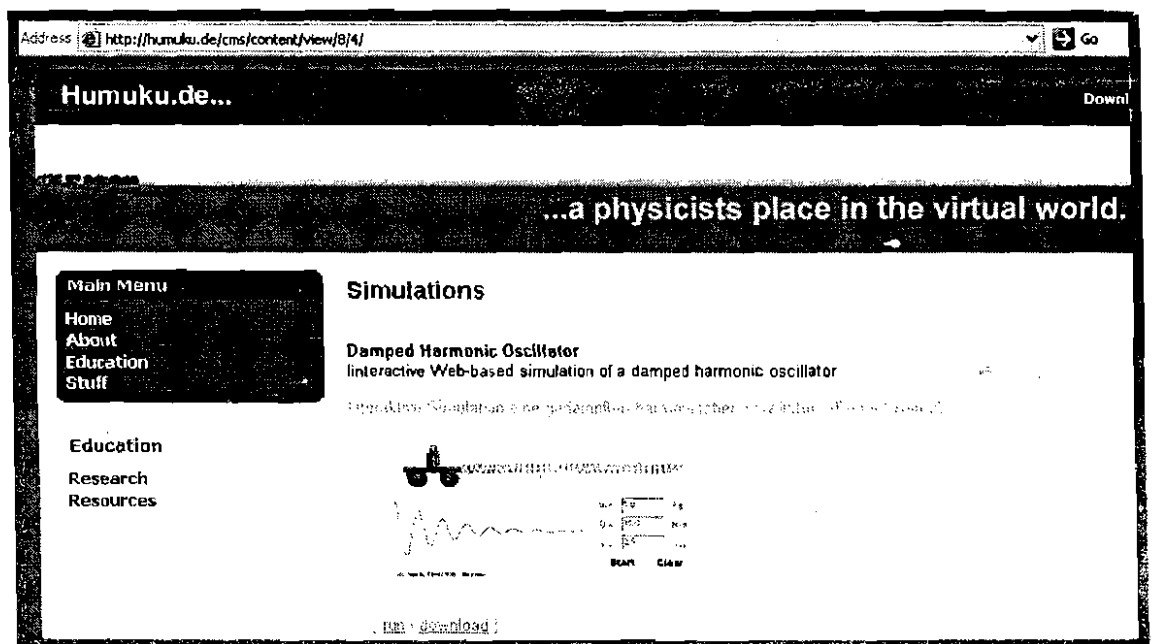 Address http://humuku.de/cms/content/view/8/4/ Go
Humuku.de...
Downl
...a physicists place in the virtual world.
Main Menu
Home
About
Education
Stuff
Simulations
Damped Harmonic Oscillator
Iinteractive Web-based simulation of a damped harmonic oscillator
Education
Research
Resources
Start Clear
run download